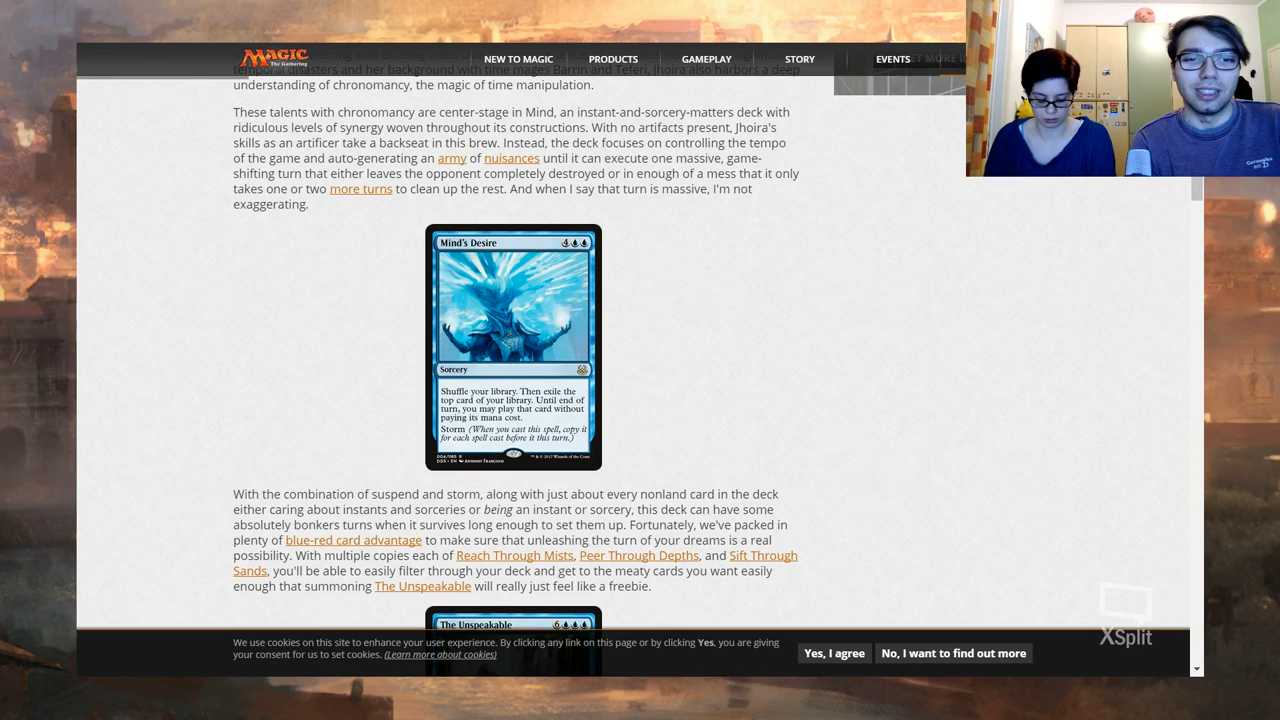 MAGIC
The Gathering
NEW TO MAGIC
PRODUCTS
GAMEPLAY
STORY
EVENTS
understanding of chronomancy, the magic of time manipulation.
These talents with chronomancy are center-stage in Mind, an instant-and-sorcery-matters deck with
ridiculous levels of synergy woven throughout its constructions. With no artifacts present, Jhoira's
skills as an artificer take a backseat in this brew. Instead, the deck focuses on controlling the tempo
of the game and auto-generating an army of nuisances until it can execute one massive, game-
shifting turn that either leaves the opponent completely destroyed or in enough of a mess that it only
takes one or two more turns to clean up the rest. And when I say that turn is massive, I'm not
exaggerating.
Mind's Desire
4
Sorcery
Shuffle your library. Then exile the
top card of your library. Until end of
turn, you may play that card without
paying its mana cost.
Storm (When you cast this spell, copy it
for each spell cast before it this turn.)
With the combination of suspend and storm, along with just about every nonland card in the deck
either caring about instants and sorceries or being an instant or sorcery, this deck can have some
absolutely bonkers turns when it survives long enough to set them up. Fortunately, we've packed in
plenty of blue-red card advantage to make sure that unleashing the turn of your dreams is a real
possibility. With multiple copies each of Reach Through Mists, Peer Through Depths, and Sift Through
Sands, you'll be able to easily filter through your deck and get to the meaty cards you want easily
enough that summoning The Unspeakable will really just feel like a freebie.
The Unspeakable
6
We use cookies on this site to enhance your user experience. By clicking any link on this page or by clicking Yes, you are giving
your consent for us to set cookies. (Learn more about cookies)
Yes, I agree
No, I want to find out more
XSplit